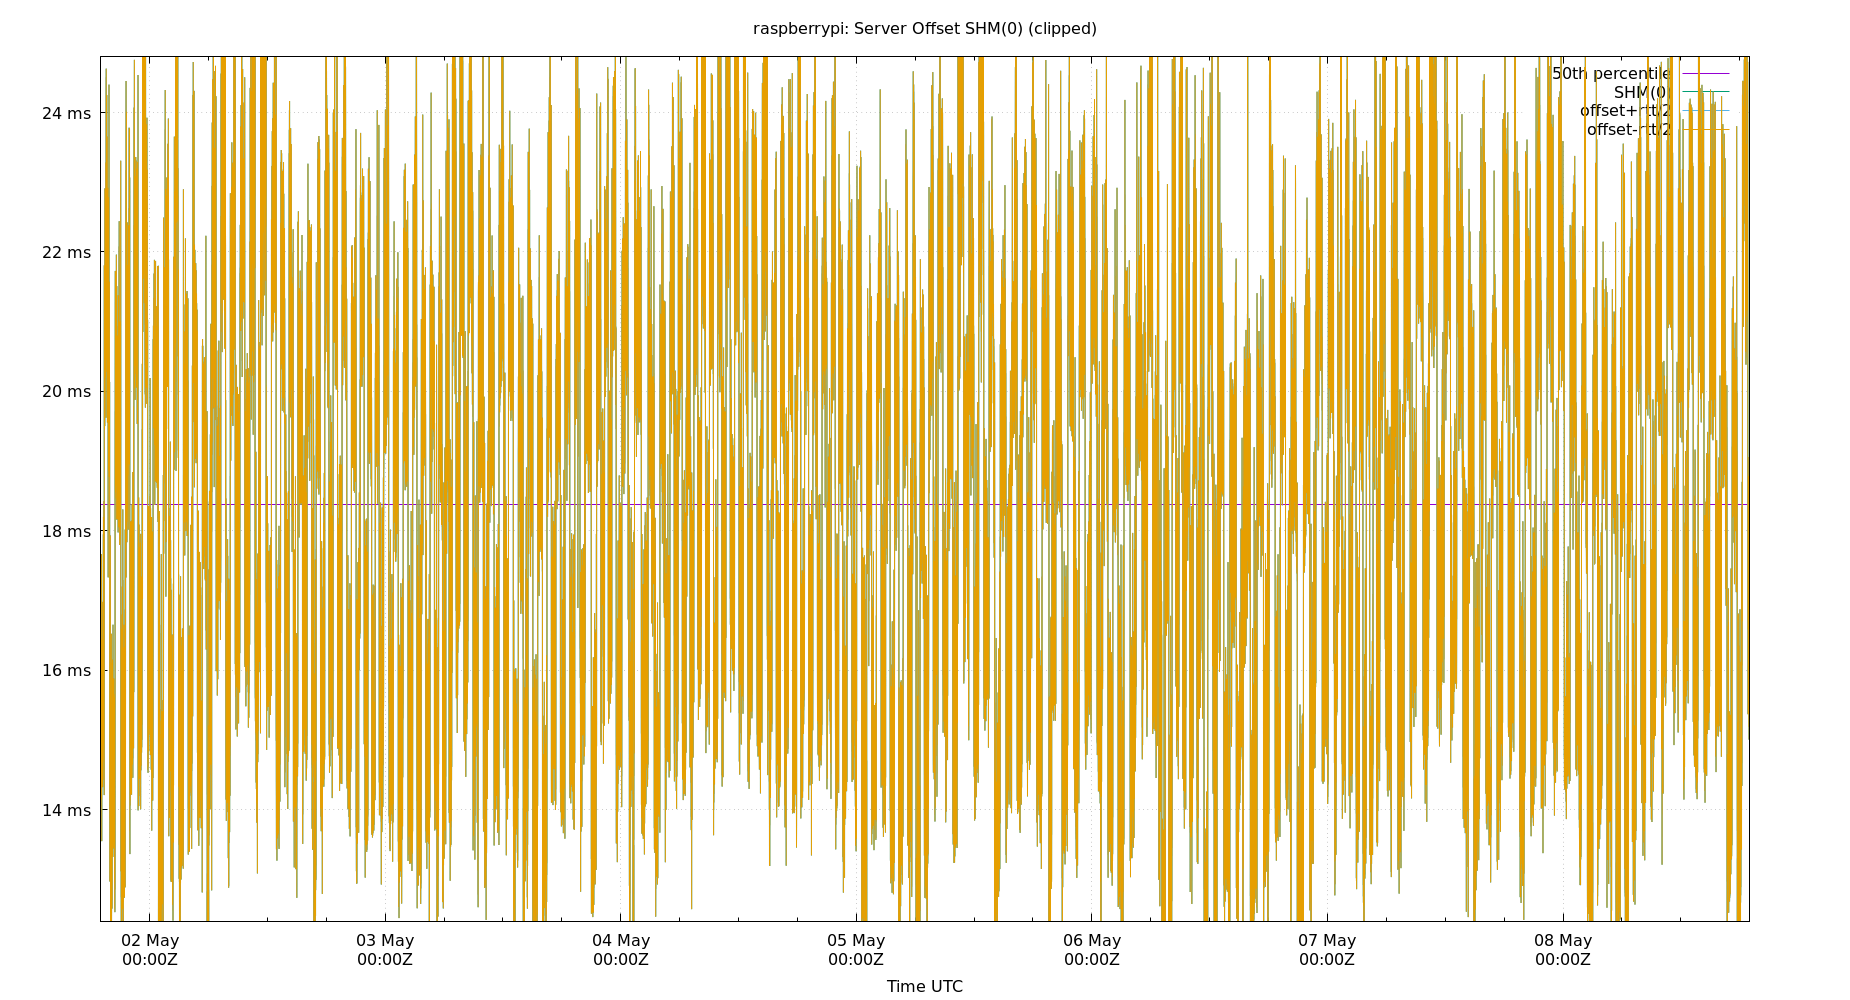 raspberrypi: Server Offset SHM(0) (clipped)
50th percentile
SHM(0)
offset+rtt/2
offset-rtt/2
24 ms
22 ms
20 ms
18 ms
16 ms
14 ms
02 May
00:00Z
03 May
00:00Z
04 May
00:00Z
05 May
00:00Z
06 May
00:00Z
07 May
00:00Z
08 May
00:00Z
Time UTC